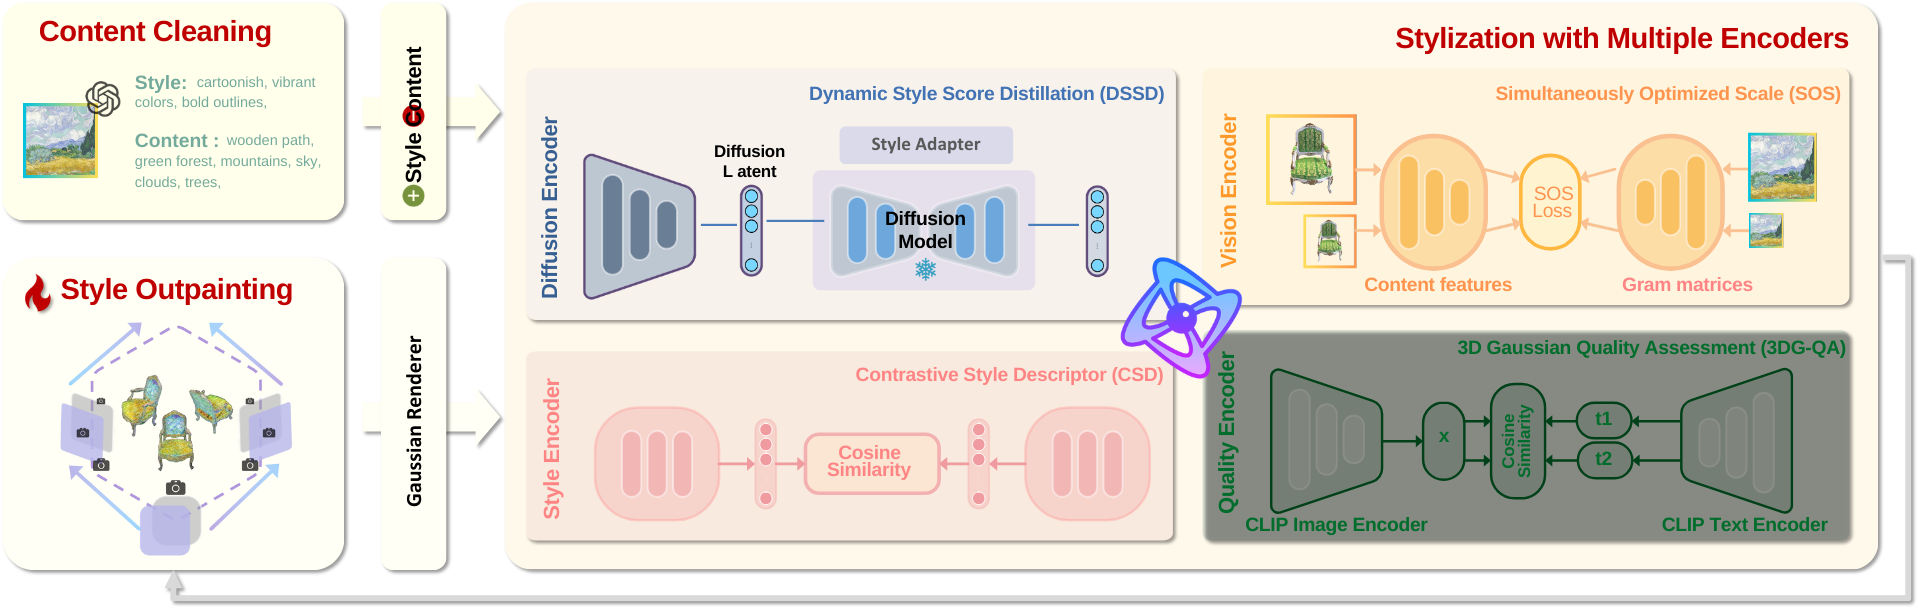 Content Cleaning
Style: cartoonish, vibrant
colors, bold outlines,
Content : wooden path,
green forest, mountains, sky,
clouds, trees,
Style Content
Style Outpainting
Gaussian Renderer
Stylization with Multiple Encoders
Dynamic Style Score Distillation (DSSD)
Diffusion Encoder
Diffusion
L atent
Style Adapter
Diffusion
Model
Simultaneously Optimized Scale (SOS)
Vision Encoder
SOS
Loss
Content features
Gram matrices
Contrastive Style Descriptor (CSD)
Style Encoder
Cosine
Similarity
3D Gaussian Quality Assessment (3DG-QA)
Quality Encoder
x
Cosine
Similarity
t1
t2
CLIP Image Encoder
CLIP Text Encoder